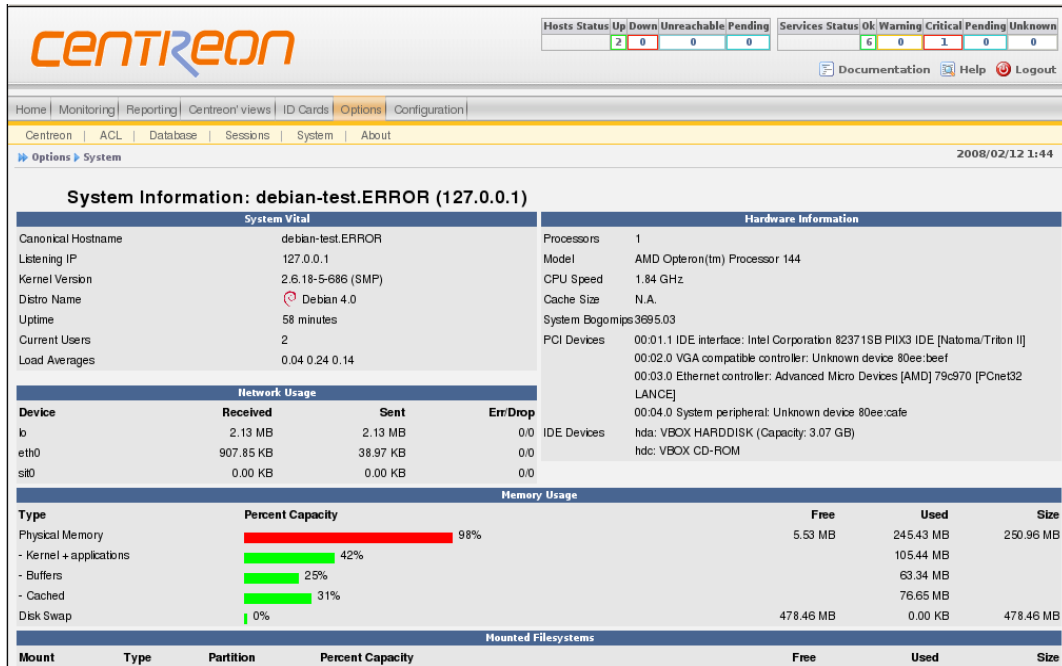 CENTREON
Hosts Status Up Down Unreachable Pending
2 0 0 0
Services Status Ok Warning Critical Pending Unknown
6 0 1 0 0
Documentation Help Logout
Home Monitoring Reporting Centreon' views ID Cards Options Configuration
Centreon | ACL | Database | Sessions | System | About
Options System
2008/02/12 1:44
System Information: debian-test.ERROR (127.0.0.1)
System Vital
Canonical Hostname debian-test.ERROR
Listening IP 127.0.0.1
Kernel Version 2.6.18-5-686 (SMP)
Distro Name Debian 4.0
Uptime 58 minutes
Current Users 2
Load Averages 0.04 0.24 0.14
Hardware Information
Processors 1
Model AMD Opteron(tm) Processor 144
CPU Speed 1.84 GHz
Cache Size N.A.
System Bogomips 3695.03
PCI Devices 00:01.1 IDE interface: Intel Corporation 82371SB PIIX3 IDE [Natoma/Triton II]
00:02.0 VGA compatible controller: Unknown device 80ee:beef
00:03.0 Ethernet controller: Advanced Micro Devices [AMD] 79c970 [PCnet32
LANCE]
00:04.0 System peripheral: Unknown device 80ee:cafe
IDE Devices hda: VBOX HARDDISK (Capacity: 3.07 GB)
hdc: VBOX CD-ROM
Network Usage
Device Received Sent Err/Drop
lo 2.13 MB 2.13 MB 0/0
eth0 907.85 KB 38.97 KB 0/0
sit0 0.00 KB 0.00 KB 0/0
Memory Usage
Type Percent Capacity Free Used Size
Physical Memory 98% 5.53 MB 245.43 MB 250.96 MB
- Kernel + applications 42% 105.44 MB
- Buffers 25% 63.34 MB
- Cached 31% 76.65 MB
Disk Swap 0% 478.46 MB 0.00 KB 478.46 MB
Mounted Filesystems
Mount Type Partition Percent Capacity Free Used Size